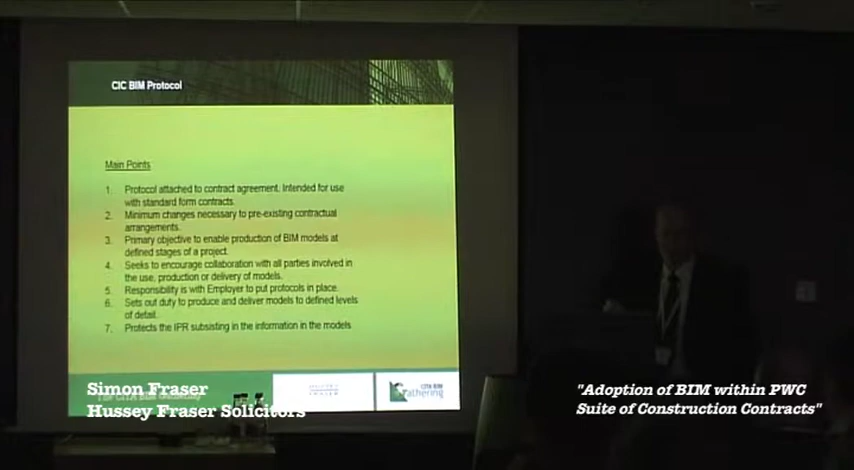 CIC BIM Protocol
Main Points
1. Protocol attached to contract agreement. Intended for use
with standard form contracts.
2. Minimum changes necessary to pre-existing contractual
arrangements.
3. Primary objective to enable production of BIM models at
defined stages of a project.
4. Seeks to encourage collaboration with all parties involved in
the use, production or delivery of models.
5. Responsibility is with Employer to put protocols in place.
6. Sets out duty to produce and deliver models to defined levels
of detail.
7. Protects the IPR subsisting in the information in the models
Simon Fraser
Hussey Fraser Solicitors
HUSSEY
FRASER
CITA BIM
Gathering
"Adoption of BIM within PWC
Suite of Construction Contracts"